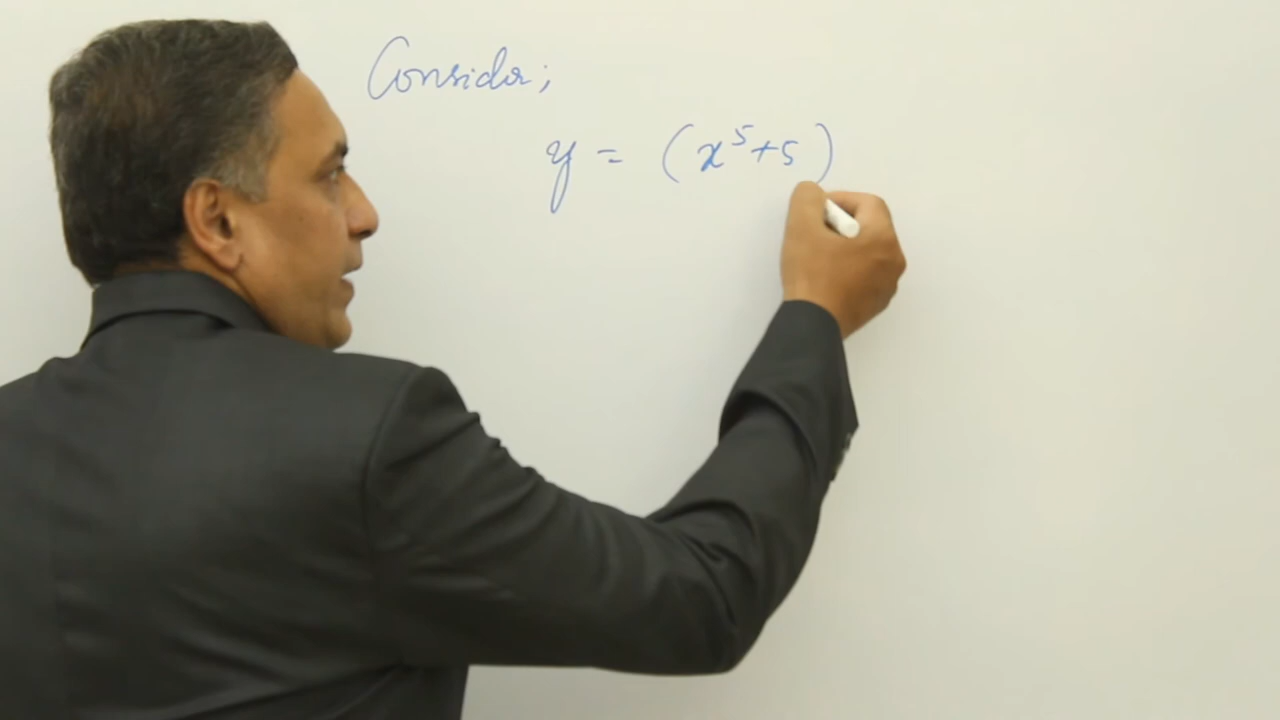 Consider;
y = (x⁵+5)